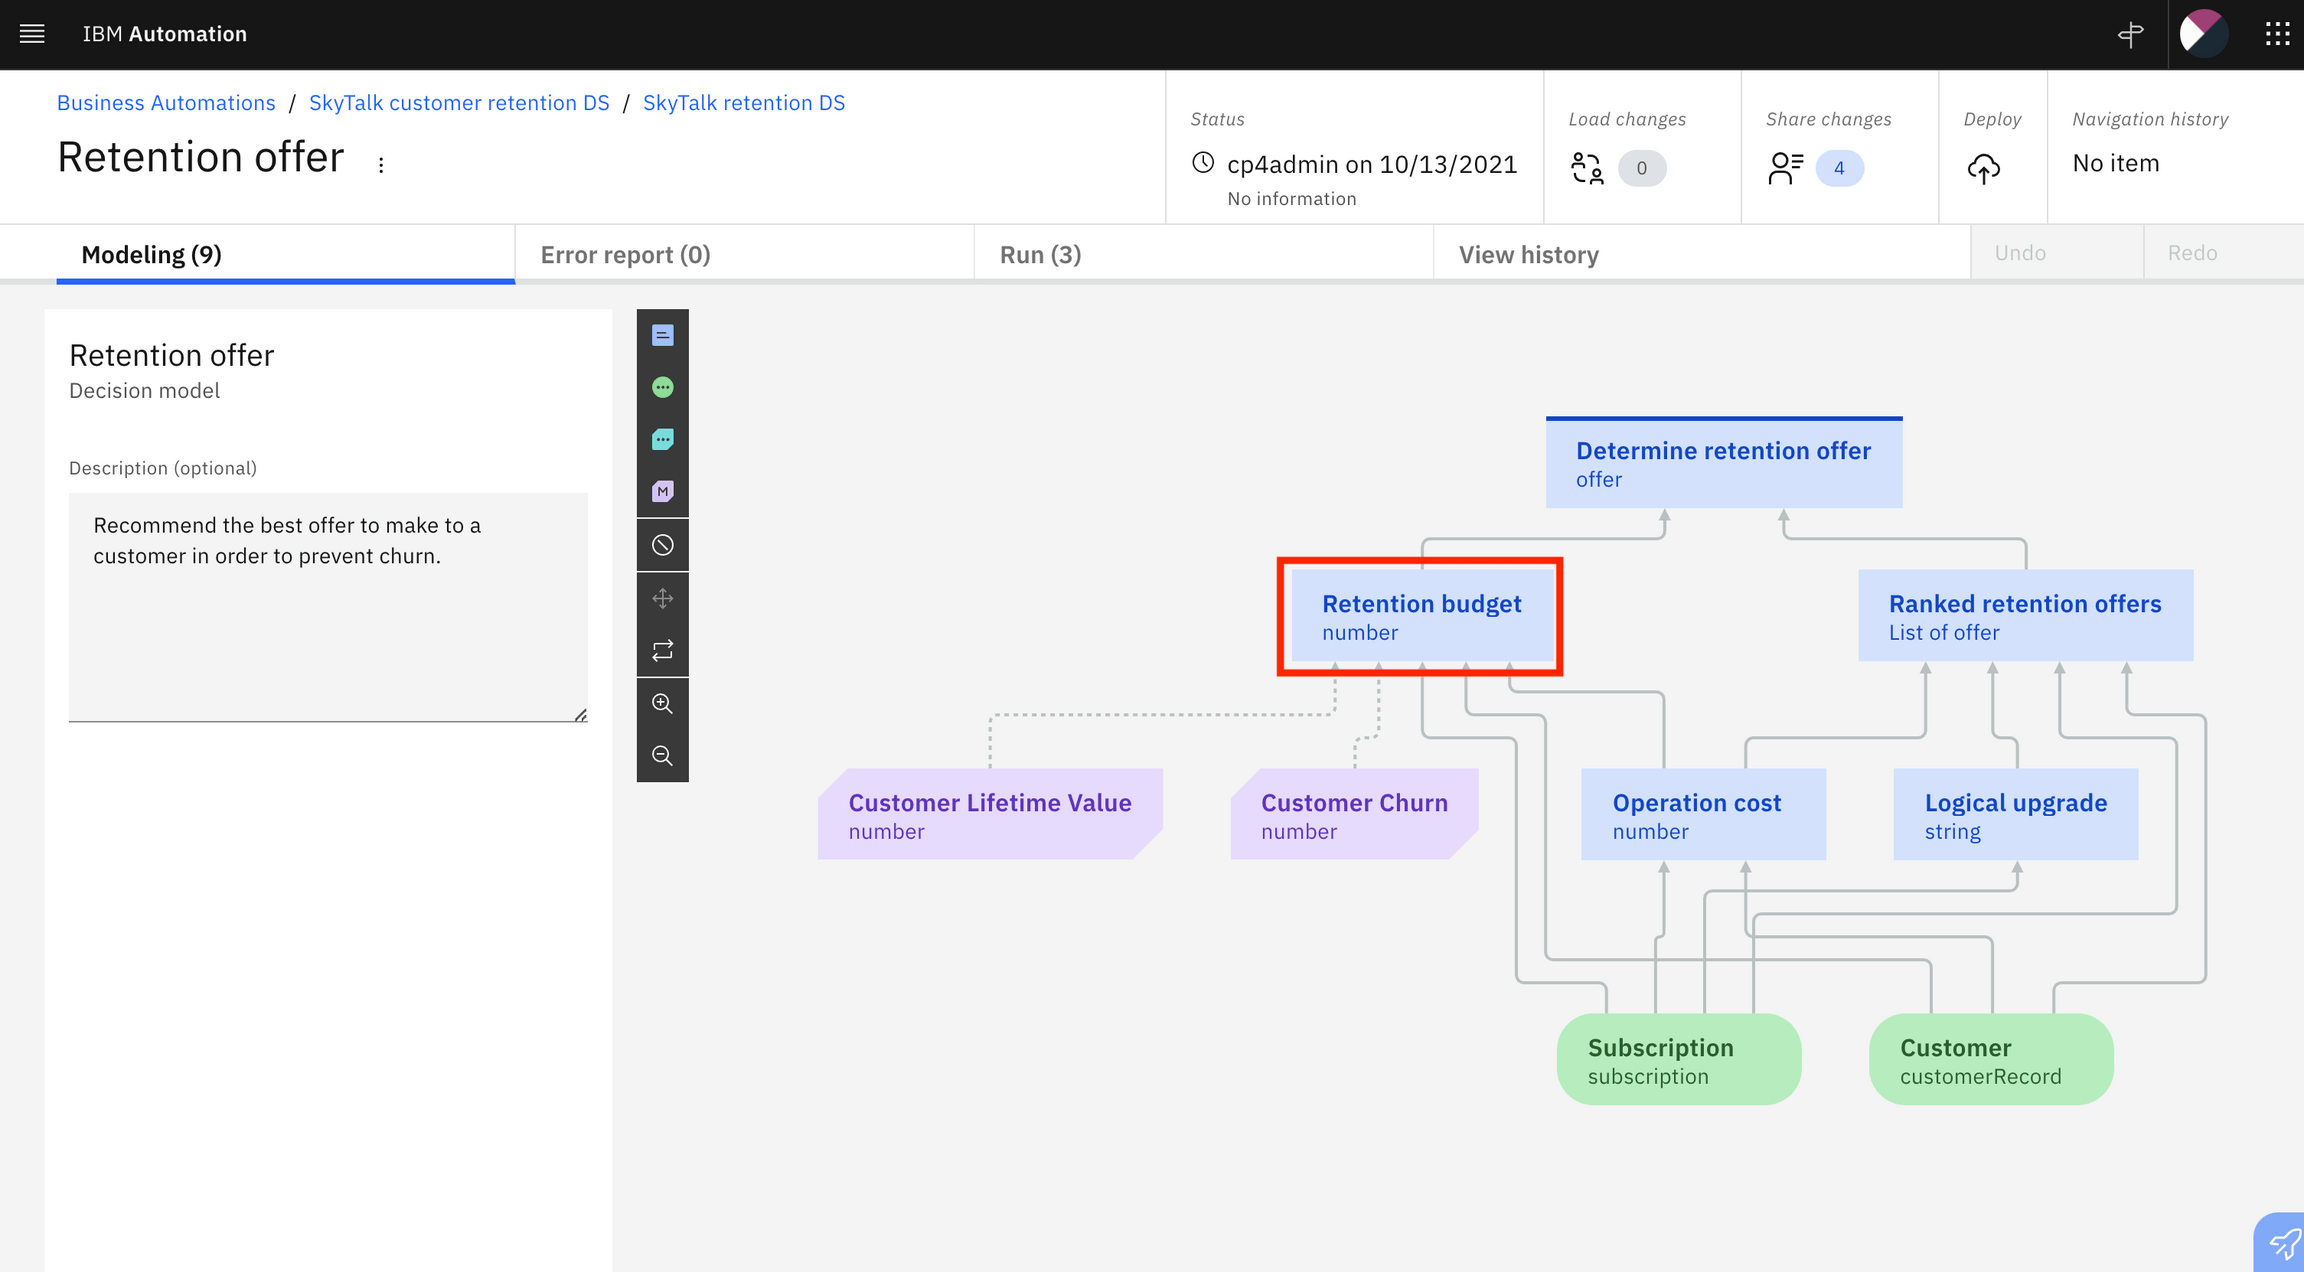 IBM Automation
Business Automations / SkyTalk customer retention DS / SkyTalk retention DS
Retention offer
Status
cp4admin on 10/13/2021
No information
Load changes
0
Share changes
4
Deploy
Navigation history
No item
Modeling (9)
Error report (0)
Run (3)
View history
Undo
Redo
Retention offer
Decision model
Description (optional)
Recommend the best offer to make to a
customer in order to prevent churn.
M
Determine retention offer
offer
Retention budget
number
Ranked retention offers
List of offer
Customer Lifetime Value
number
Customer Churn
number
Operation cost
number
Logical upgrade
string
Subscription
subscription
Customer
customerRecord